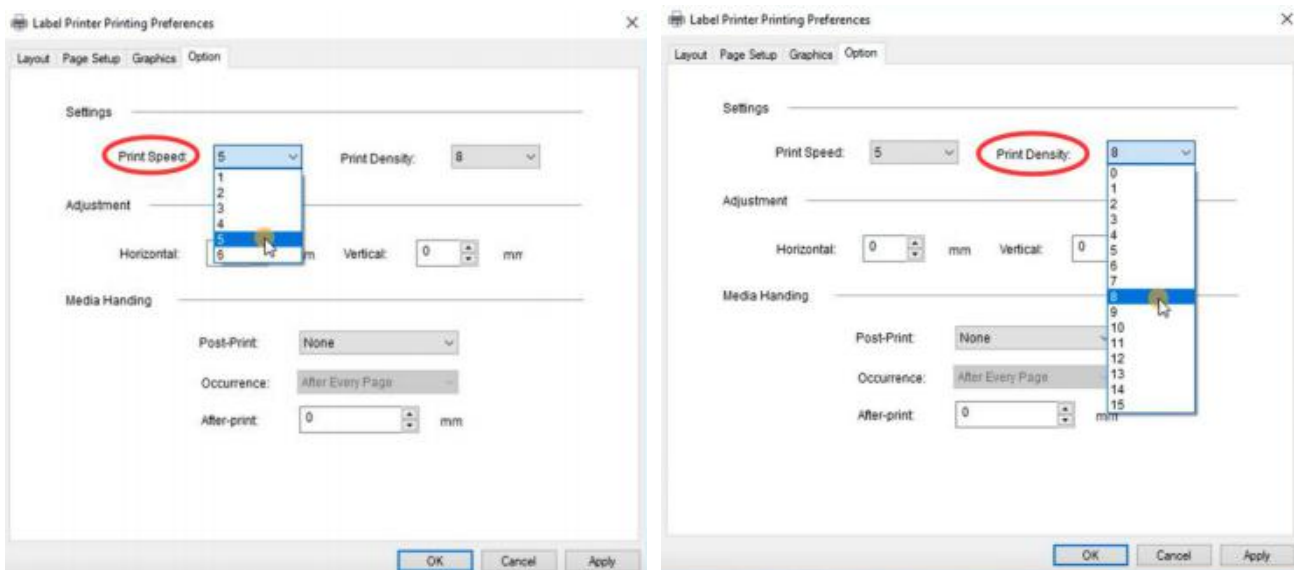 Label Printer Printing Preferences
Layout Page Setup Graphics Option
Settings
Print Speed: 5 Print Density: 8
1
2
3
4
5
6
Adjustment
Horizontal: m Vertical: 0 mm
Media Handing
Post-Print: None
Occurrence: After Every Page
After-print: 0 mm
OK Cancel Apply
Label Printer Printing Preferences
Layout Page Setup Graphics Option
Settings
Print Speed: 5 Print Density: 8
0
1
2
3
4
5
6
7
8
9
10
11
12
13
14
15
Adjustment
Horizontal: 0 mm Vertical: 0
Media Handing
Post-Print: None
Occurrence: After Every Page
After-print: 0 mm
OK Cancel Apply